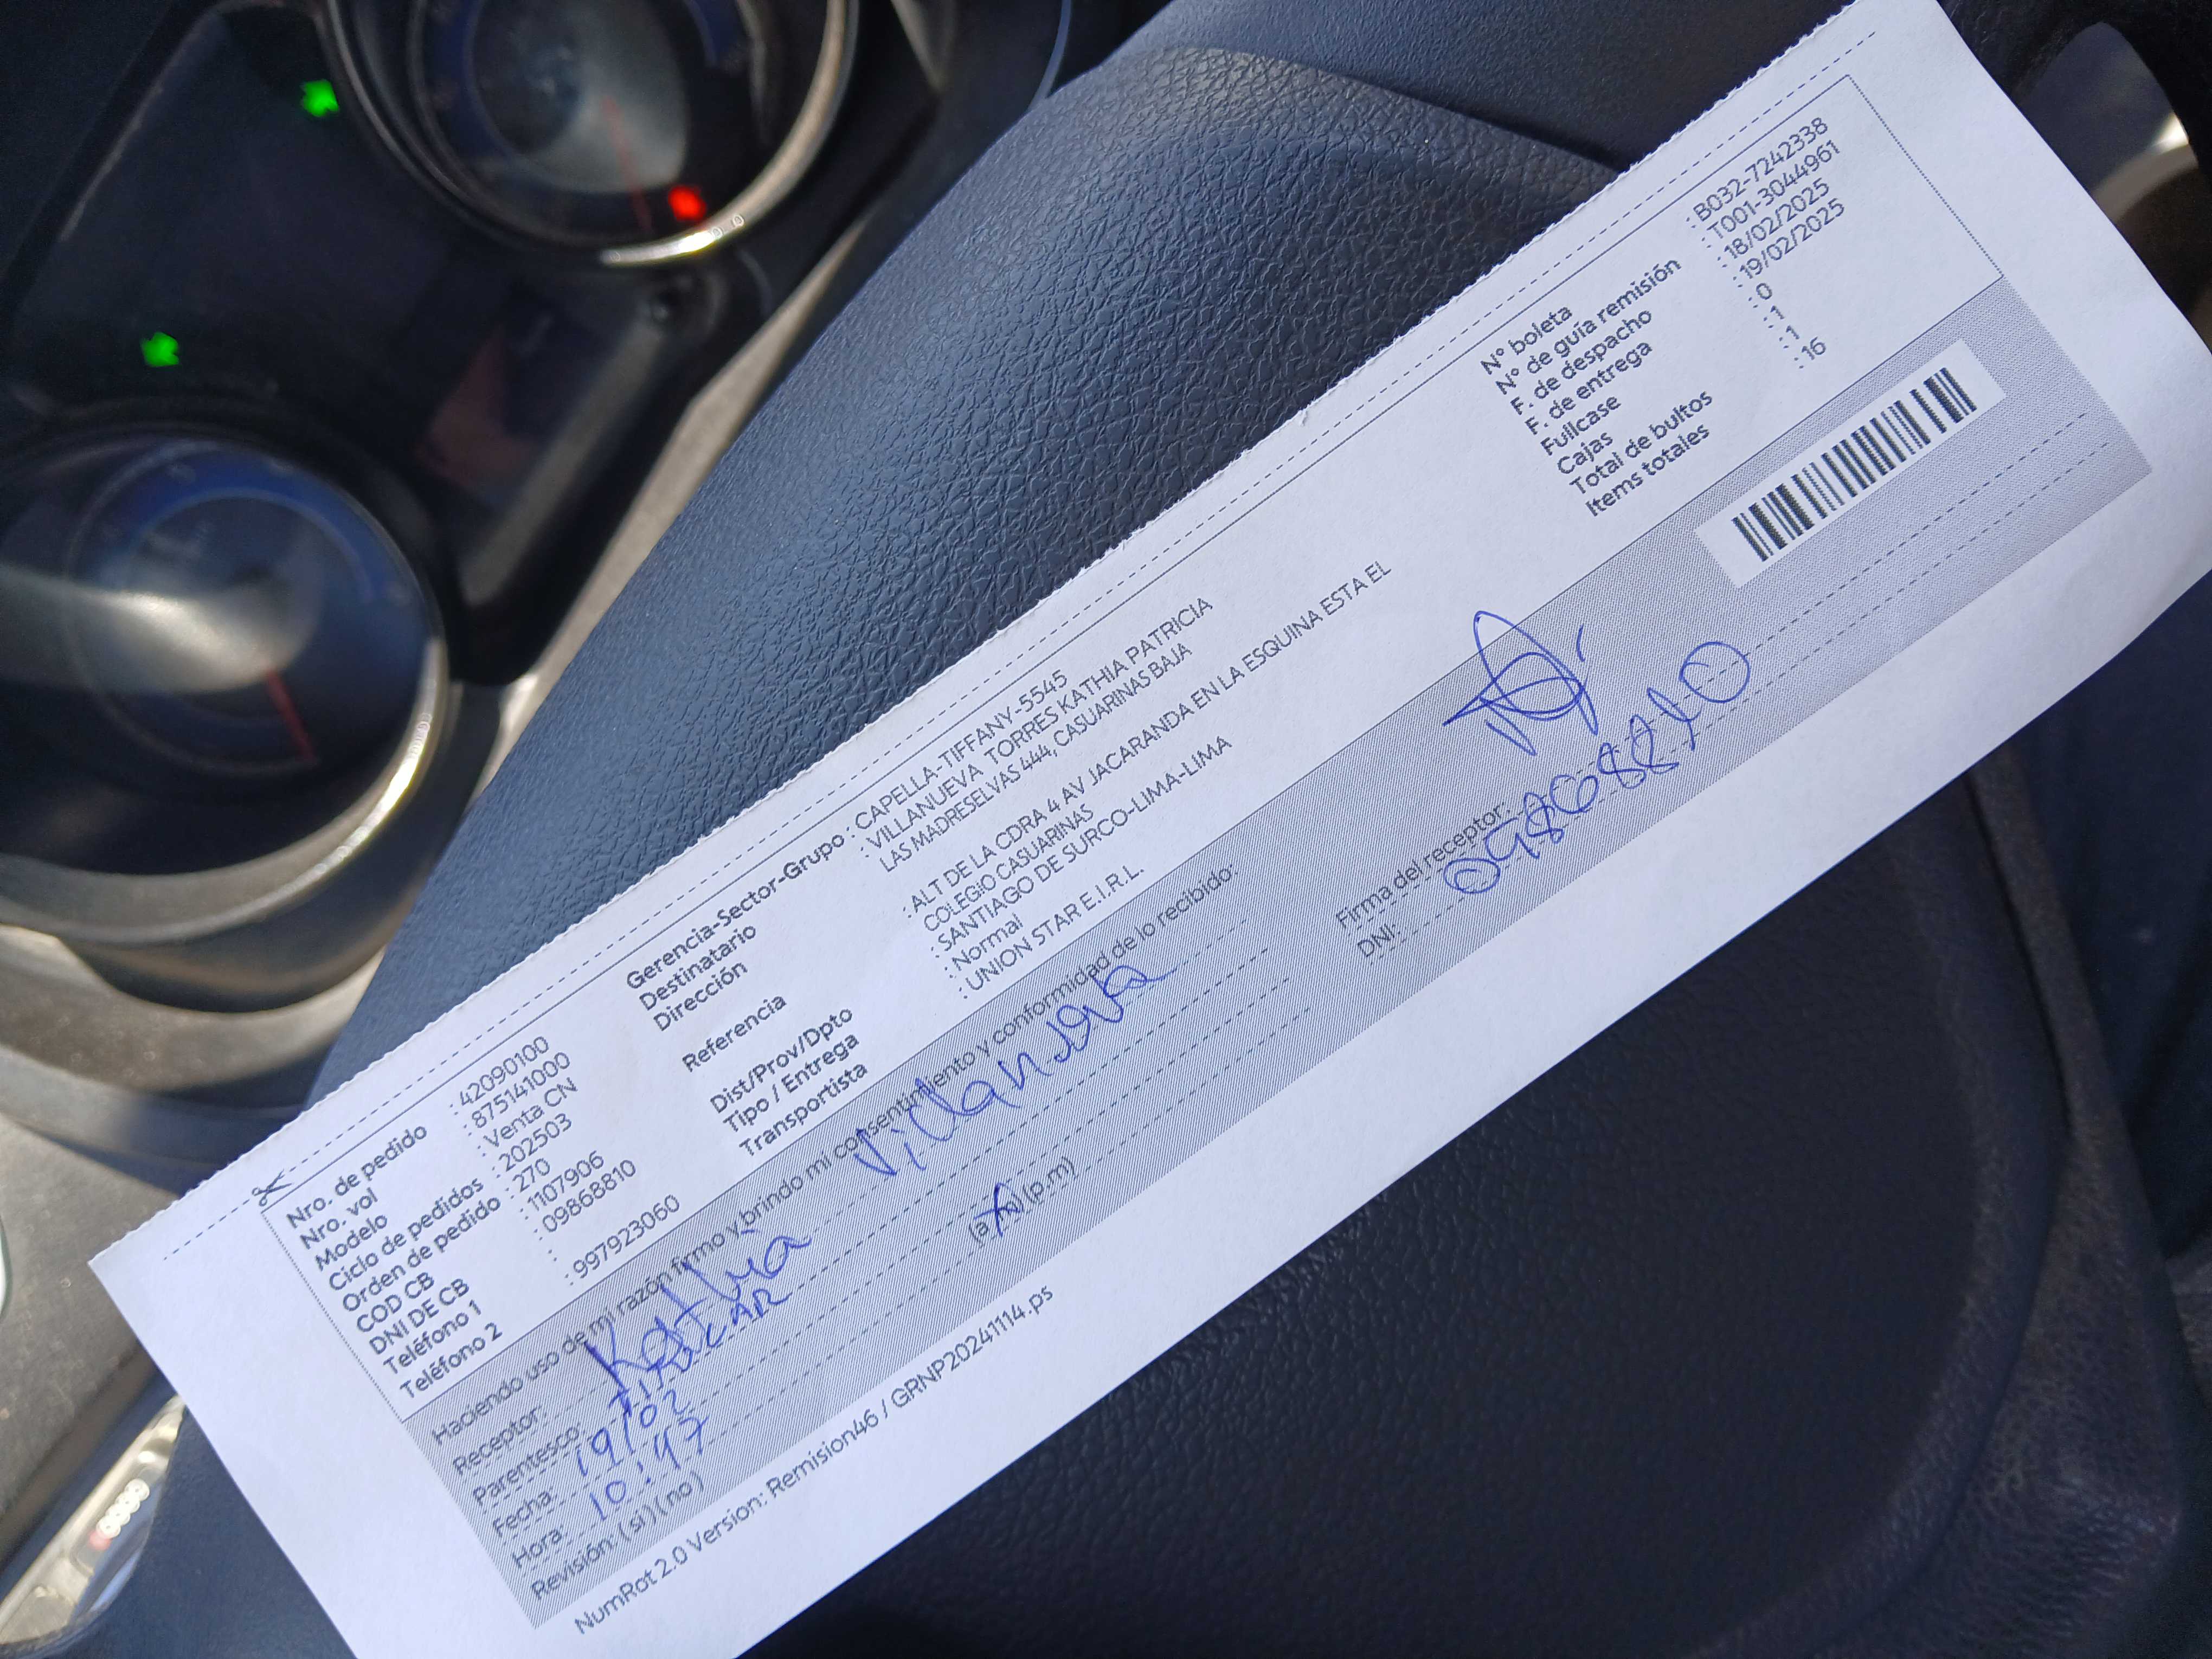 Nro. de pedido : 42090100
Nro. vol : 875141000
Modelo : Venta CN
Ciclo de pedidos : 202503
Orden de pedido : 270
COD CB : 1107906
DNI DE CB : 09868810
Teléfono 1 :
Teléfono 2 : 997923060
Gerencia-Sector-Grupo : CAPELLA-TIFFANY-5545
Destinatario : VILLANUEVA TORRES KATHIA PATRICIA
Dirección LAS MADRESELVAS 444, CASUARINAS BAJA
Referencia : ALT DE LA CDRA 4 AV JACARANDA EN LA ESQUINA ESTA EL
COLEGIO CASUARINAS
Dist/Prov/Dpto : SANTIAGO DE SURCO-LIMA-LIMA
Tipo / Entrega : Normal
Transportista : UNION STAR E.I.R.L.
N° boleta : B032-7242338
N° de guía remisión : T001-3044961
F. de despacho : 18/02/2025
F. de entrega : 19/02/2025
Fullcase : 0
Cajas : 1
Total de bultos : 1
Items totales : 16
Haciendo uso de mi razón firmo y brindo mi consentimiento y conformidad de lo recibido:
Receptor: Kathia Villanueva
Parentesco: TITULAR
Fecha: 19/02
Hora: 10:47 (a.m) (p.m)
Revisión: (si) (no)
Firma del receptor:
DNI: 09868810
NumRot 2.0 Version: Remision46 / GRNP20241114.ps